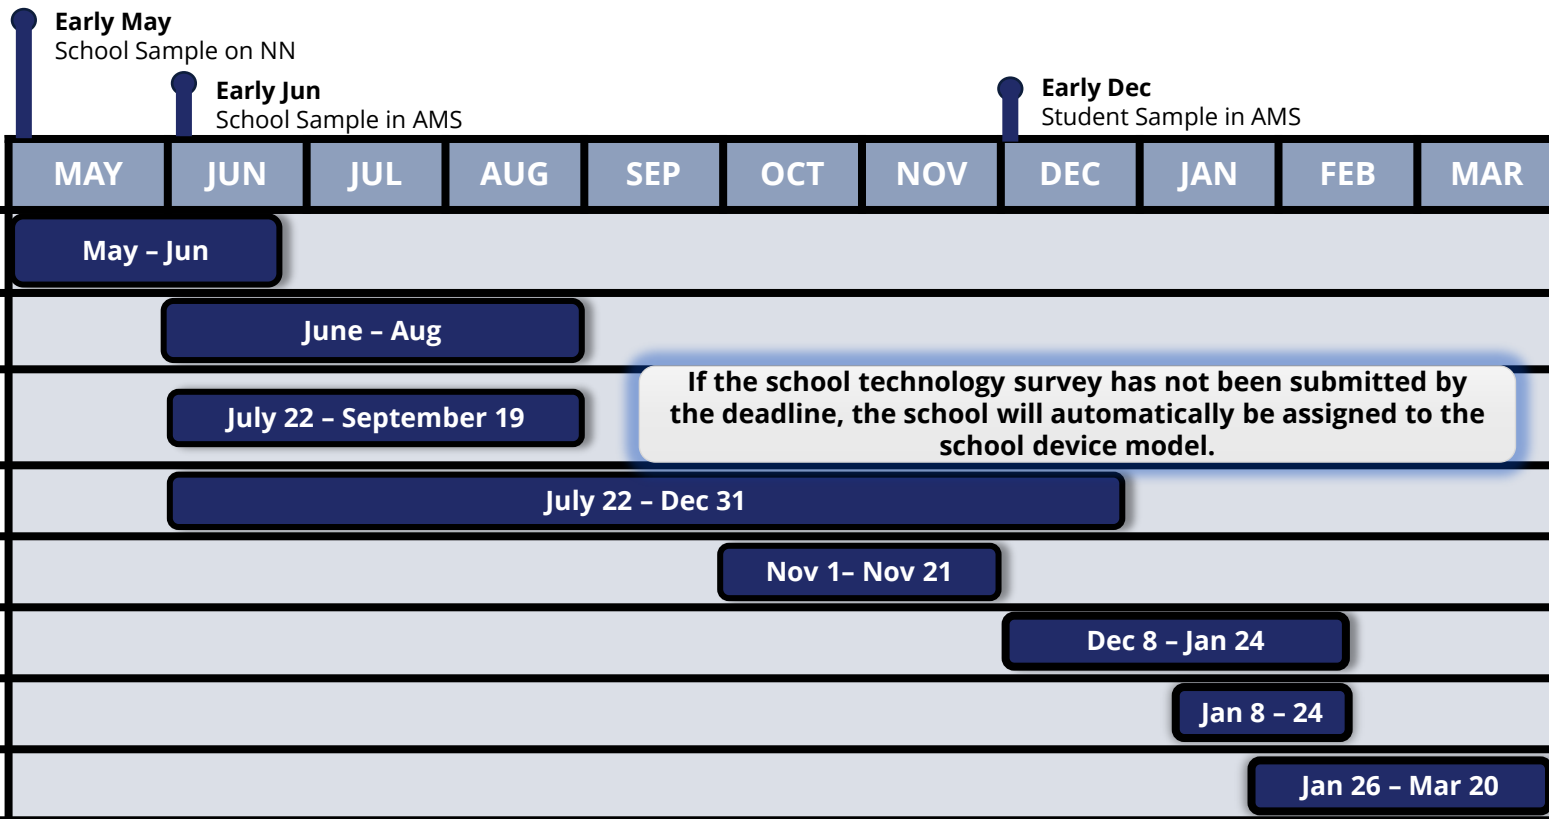 Early May
School Sample on NN
Early Jun
School Sample in AMS
Early Dec
Student Sample in AMS
MAY JUN JUL AUG SEP OCT NOV DEC JAN FEB MAR
May – Jun
June – Aug
If the school technology survey has not been submitted by
the deadline, the school will automatically be assigned to the
school device model.
July 22 – September 19
July 22 – Dec 31
Nov 1– Nov 21
Dec 8 – Jan 24
Jan 8 – 24
Jan 26 – Mar 20